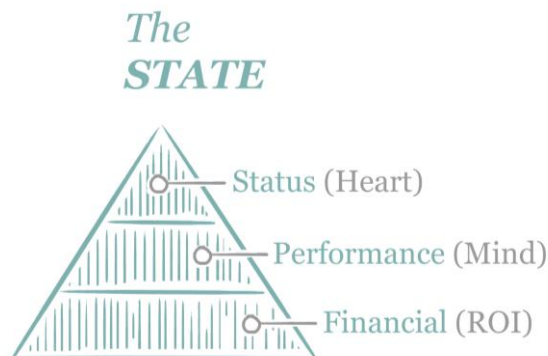 The
STATE
Status (Heart)
Performance (Mind)
Financial (ROI)